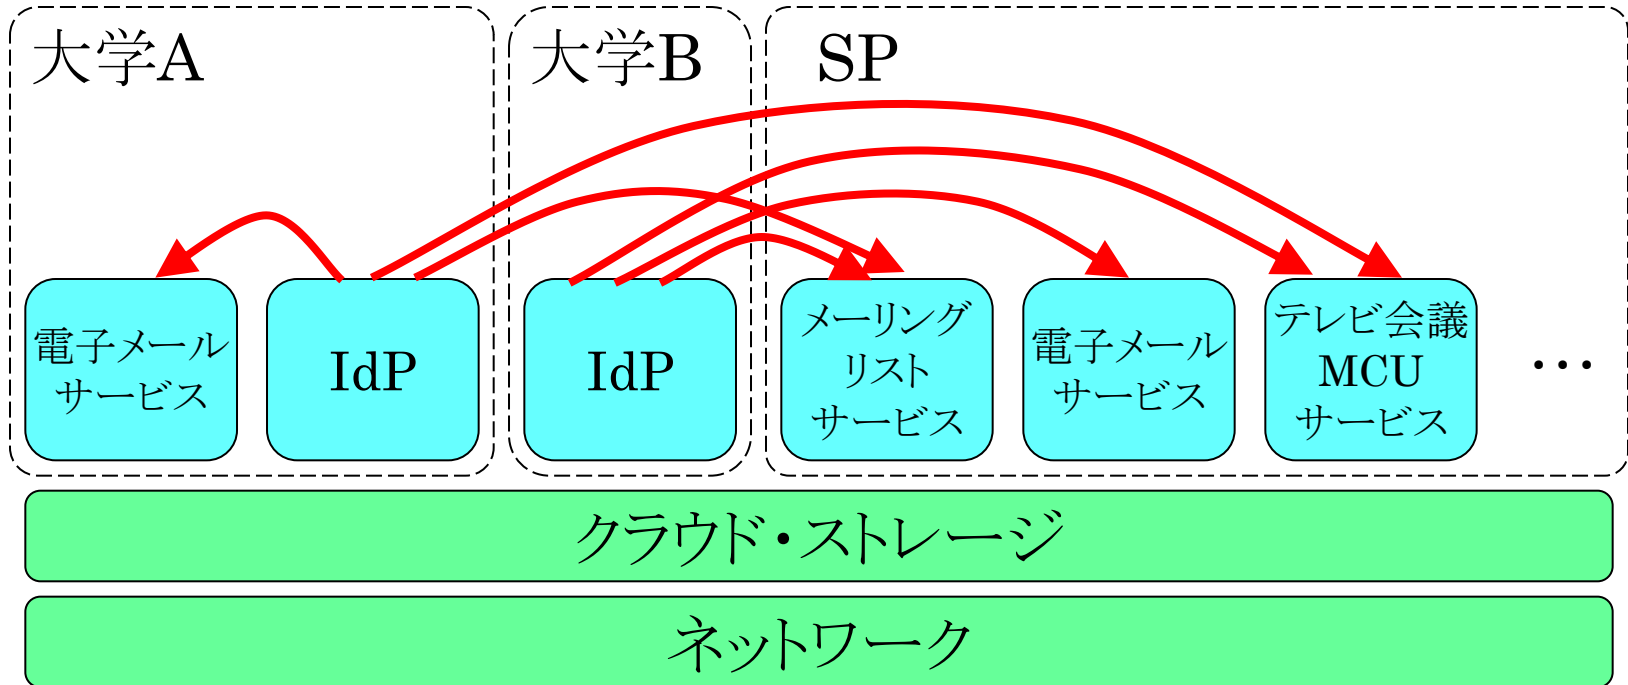 大学A
大学B
SP
電子メール
サービス
IdP
IdP
メーリング
リスト
サービス
電子メール
サービス
テレビ会議
MCU
サービス
…
クラウド・ストレージ
ネットワーク